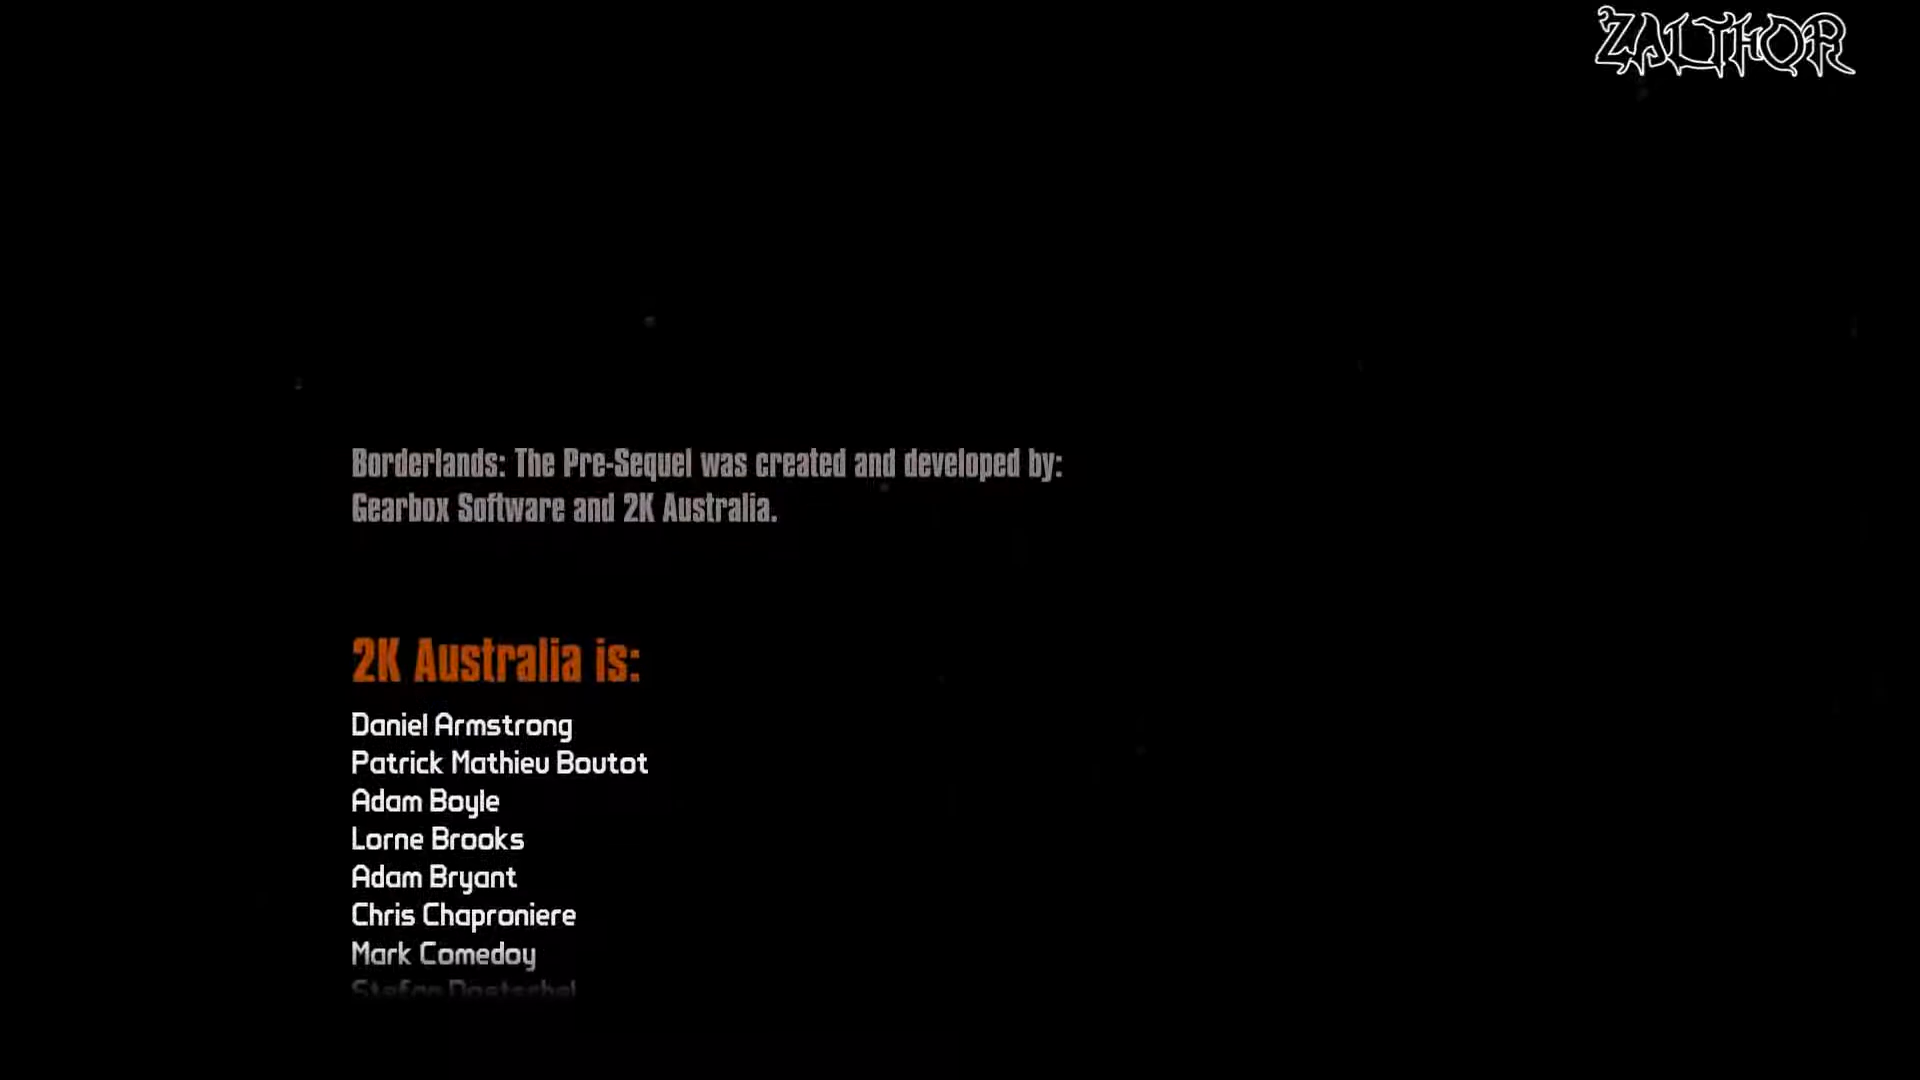 ZALTHOR
Borderlands: The Pre-Sequel was created and developed by:
Gearbox Software and 2K Australia.
2K Australia is:
Daniel Armstrong
Patrick Mathieu Boutot
Adam Boyle
Lorne Brooks
Adam Bryant
Chris Chaproniere
Mark Comedoy
Stefan